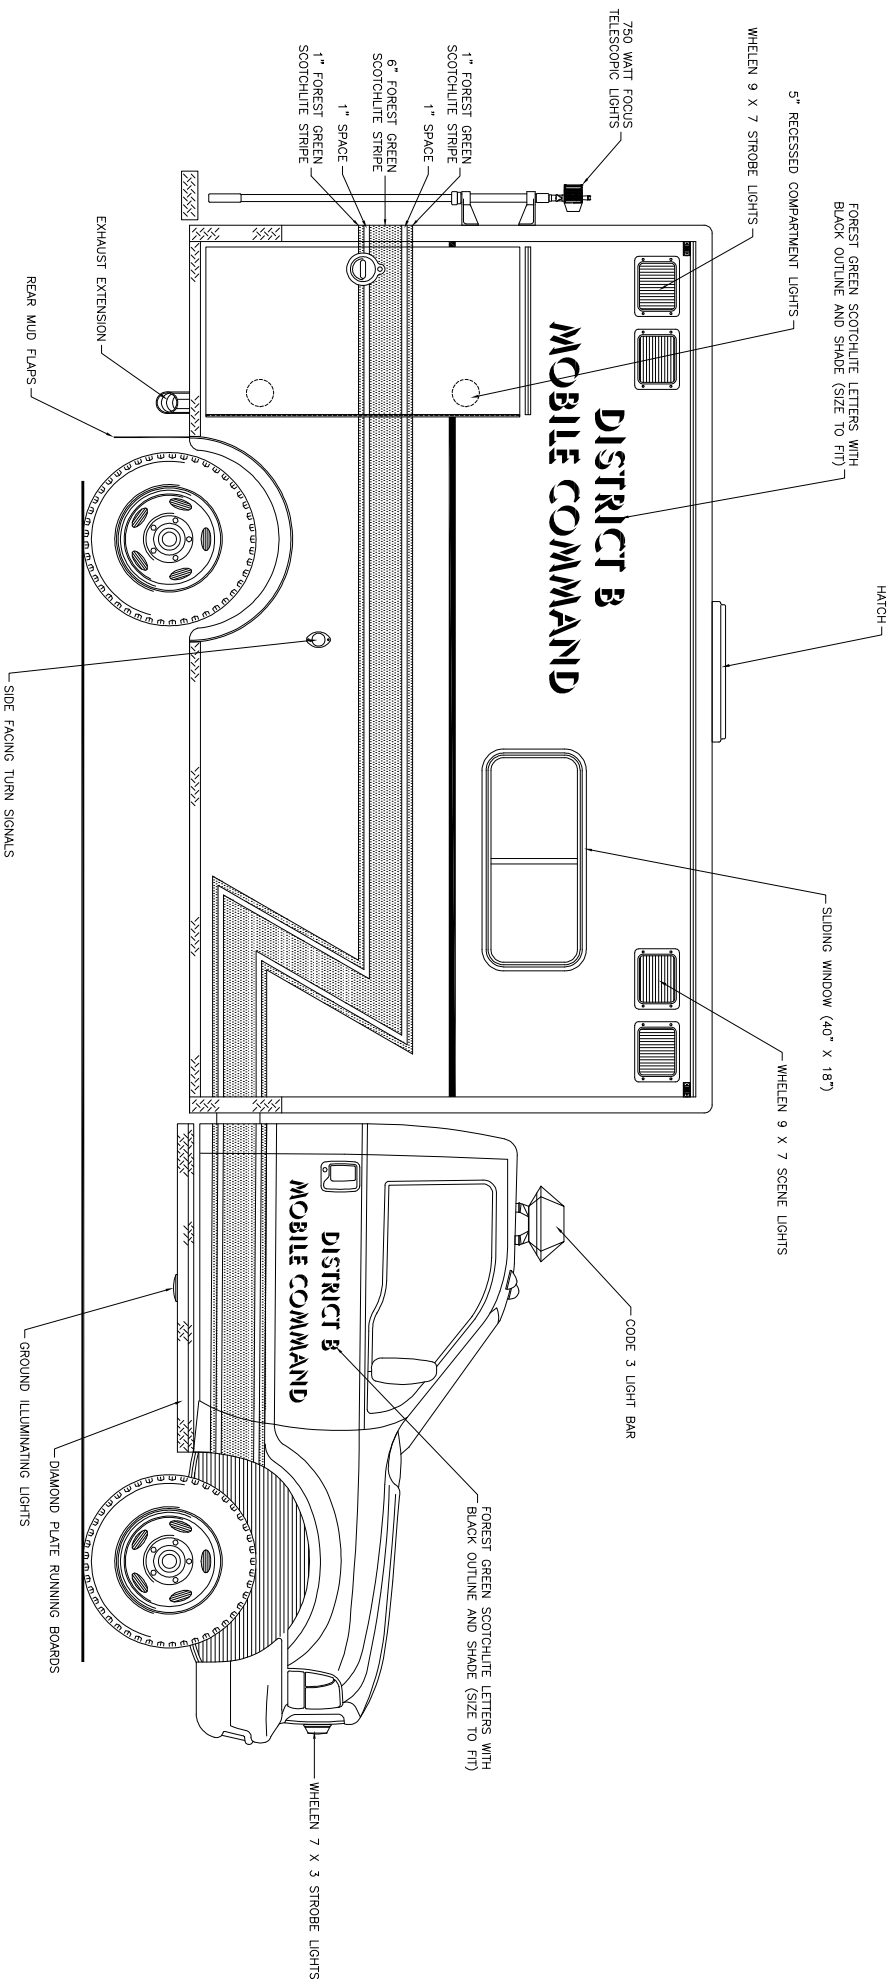 HATCH
FOREST GREEN SCOTCHLITE LETTERS WITH
BLACK OUTLINE AND SHADE (SIZE TO FIT)
5" RECESSED COMPARTMENT LIGHTS
WHELEN 9 X 7 STROBE LIGHTS
750 WATT FOCUS
TELESCOPIC LIGHTS
SLIDING WINDOW (40" X 18")
WHELEN 9 X 7 SCENE LIGHTS
CODE 3 LIGHT BAR
DISTRICT B
MOBILE COMMAND
1" FOREST GREEN
SCOTCHLITE STRIPE
1" SPACE
6" FOREST GREEN
SCOTCHLITE STRIPE
1" SPACE
1" FOREST GREEN
SCOTCHLITE STRIPE
FOREST GREEN SCOTCHLITE LETTERS WITH
BLACK OUTLINE AND SHADE (SIZE TO FIT)
DISTRICT B
MOBILE COMMAND
WHELEN 7 X 3 STROBE LIGHTS
EXHAUST EXTENSION
REAR MUD FLAPS
SIDE FACING TURN SIGNALS
DIAMOND PLATE RUNNING BOARDS
GROUND ILLUMINATING LIGHTS